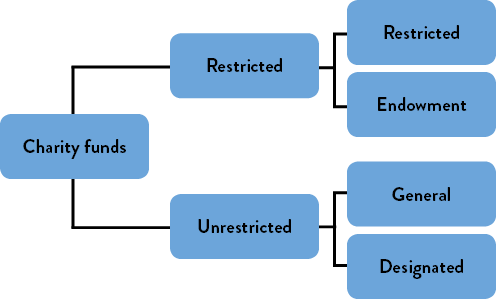 Charity funds
Restricted
Restricted
Endowment
Unrestricted
General
Designated